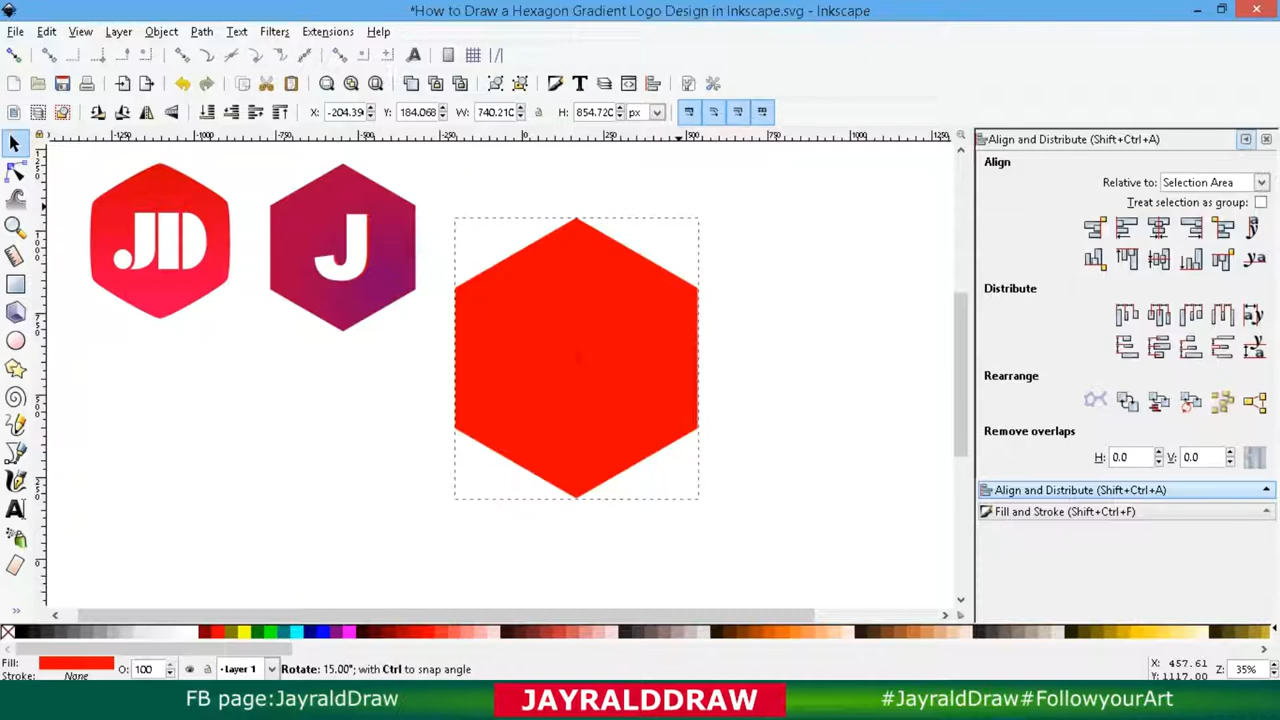 *How to Draw a Hexagon Gradient Logo Design in Inkscape.svg - Inkscape
File Edit View Layer Object Path Text Filters Extensions Help
X: -204.39 Y: 184.068 W: 740.210 H: 854.720 px
Align and Distribute (Shift+Ctrl+A)
Align
Relative to: Selection Area
Treat selection as group:
Distribute
Rearrange
Remove overlaps
H: 0.0 V: 0.0
Align and Distribute (Shift+Ctrl+A)
Fill and Stroke (Shift+Ctrl+F)
JD
J
Fill:
Stroke: None
O: 100
Layer 1
Rotate: 15.00°; with Ctrl to snap angle
X: 457.61
Y: 1117.00
Z: 35%
FB page:JayraldDraw
JAYRALDDRAW
#JayraldDraw#FollowyourArt